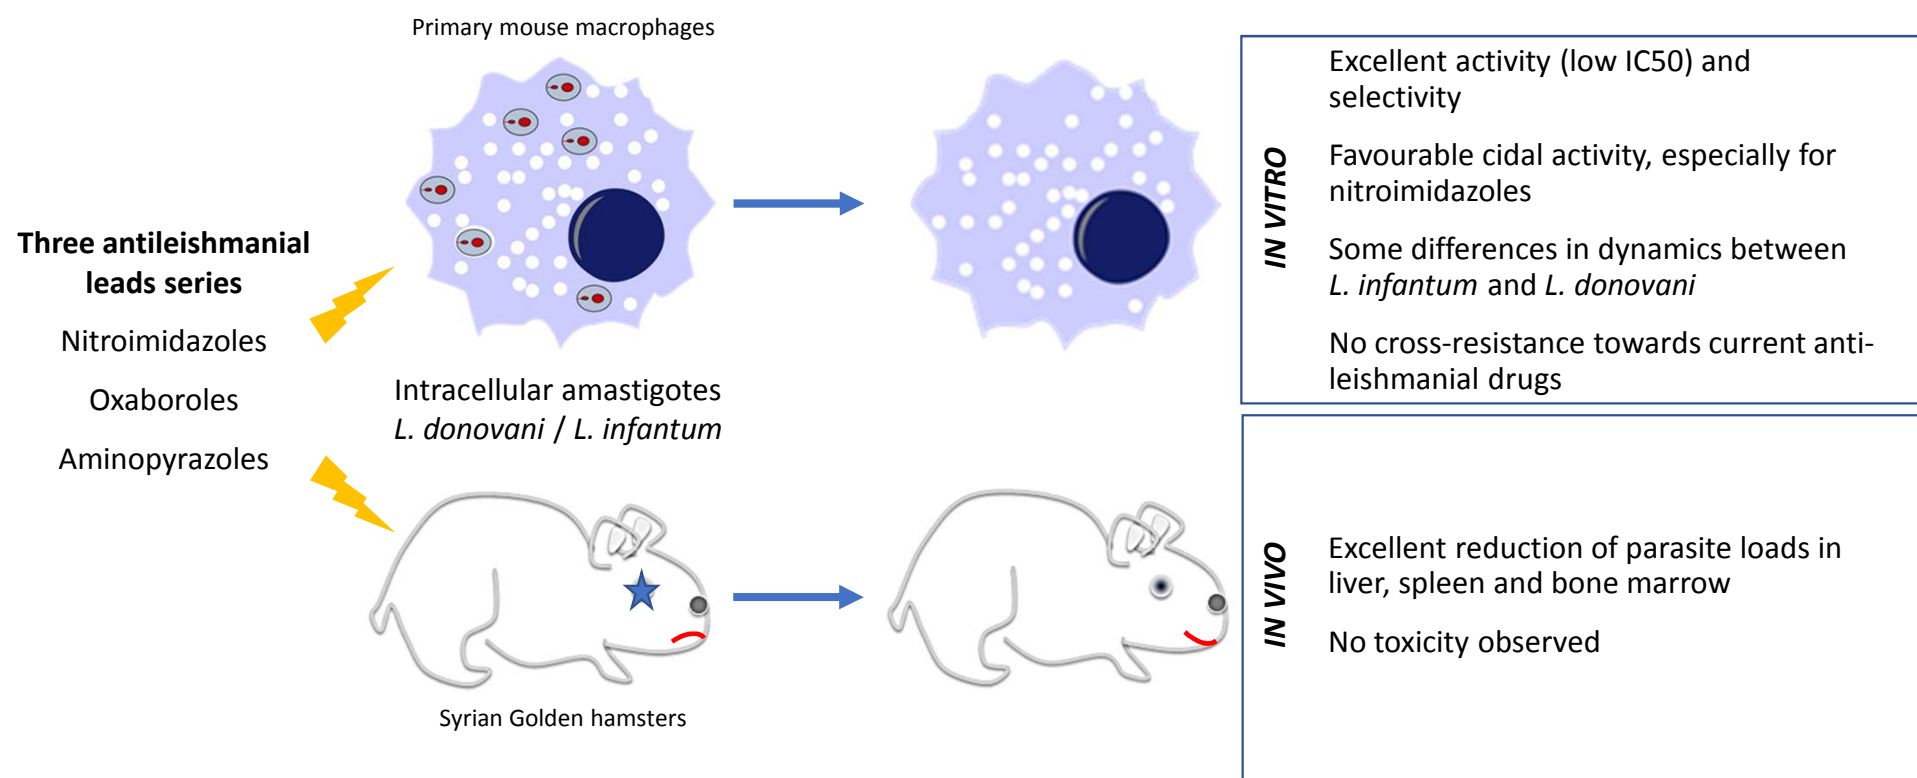 Primary mouse macrophages
Three antileishmanial
leads series
Nitroimidazoles
Oxaboroles
Aminopyrazoles
Intracellular amastigotes
L. donovani / L. infantum
Syrian Golden hamsters
IN VITRO
Excellent activity (low IC50) and
selectivity
Favourable cidal activity, especially for
nitroimidazoles
Some differences in dynamics between
L. infantum and L. donovani
No cross-resistance towards current anti-
leishmanial drugs
IN VIVO
Excellent reduction of parasite loads in
liver, spleen and bone marrow
No toxicity observed